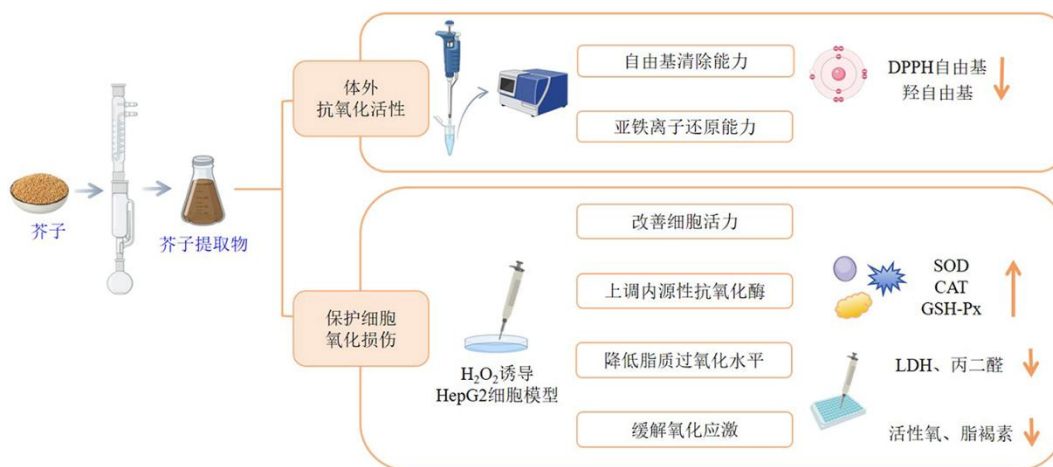 芥子
芥子提取物
体外
抗氧化活性
自由基清除能力
亚铁离子还原能力
DPPH自由基
羟自由基
保护细胞
氧化损伤
H₂O₂诱导
HepG2细胞模型
改善细胞活力
上调内源性抗氧化酶
降低脂质过氧化水平
缓解氧化应激
SOD
CAT
GSH-Px
LDH、丙二醛
活性氧、脂褐素